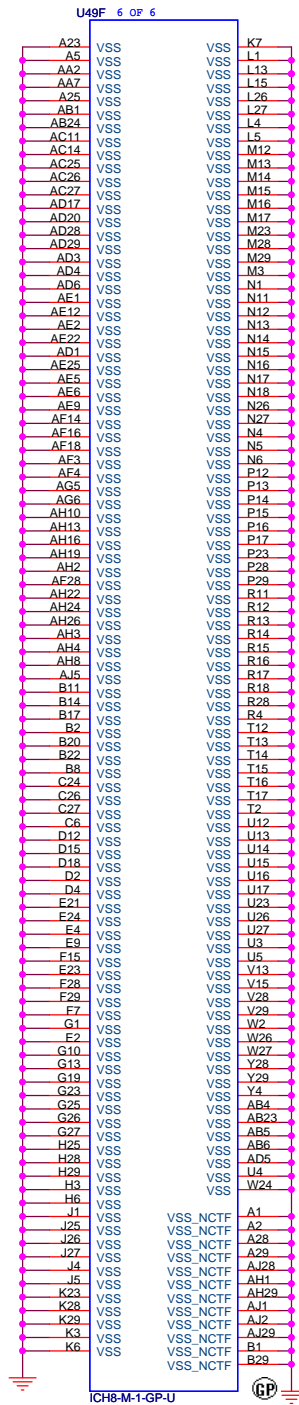 U49F 6 OF 6
A23 VSS VSS K7
A5 VSS VSS L1
AA2 VSS VSS L13
AA7 VSS VSS L15
A25 VSS VSS L26
AB1 VSS VSS L27
AB24 VSS VSS L4
AC11 VSS VSS L5
AC14 VSS VSS M12
AC25 VSS VSS M13
AC26 VSS VSS M14
AC27 VSS VSS M15
AD17 VSS VSS M16
AD20 VSS VSS M17
AD28 VSS VSS M23
AD29 VSS VSS M28
AD3 VSS VSS M29
AD4 VSS VSS M3
AD6 VSS VSS N1
AE1 VSS VSS N11
AE12 VSS VSS N12
AE2 VSS VSS N13
AE22 VSS VSS N14
AD1 VSS VSS N15
AE25 VSS VSS N16
AE5 VSS VSS N17
AE6 VSS VSS N18
AE9 VSS VSS N26
AF14 VSS VSS N27
AF16 VSS VSS N4
AF18 VSS VSS N5
AF3 VSS VSS N6
AF4 VSS VSS P12
AG5 VSS VSS P13
AG6 VSS VSS P14
AH10 VSS VSS P15
AH13 VSS VSS P16
AH16 VSS VSS P17
AH19 VSS VSS P23
AH2 VSS VSS P28
AF28 VSS VSS P29
AH22 VSS VSS R11
AH24 VSS VSS R12
AH26 VSS VSS R13
AH3 VSS VSS R14
AH4 VSS VSS R15
AH8 VSS VSS R16
AJ5 VSS VSS R17
B11 VSS VSS R18
B14 VSS VSS R28
B17 VSS VSS R4
B2 VSS VSS T12
B20 VSS VSS T13
B22 VSS VSS T14
B8 VSS VSS T15
C24 VSS VSS T16
C26 VSS VSS T17
C27 VSS VSS T2
C6 VSS VSS U12
D12 VSS VSS U13
D15 VSS VSS U14
D18 VSS VSS U15
D2 VSS VSS U16
D4 VSS VSS U17
E21 VSS VSS U23
E24 VSS VSS U26
E4 VSS VSS U27
E9 VSS VSS U3
F15 VSS VSS U5
E23 VSS VSS V13
F28 VSS VSS V15
F29 VSS VSS V28
F7 VSS VSS V29
G1 VSS VSS W2
E2 VSS VSS W26
G10 VSS VSS W27
G13 VSS VSS Y28
G19 VSS VSS Y29
G23 VSS VSS Y4
G25 VSS VSS AB4
G26 VSS VSS AB23
G27 VSS VSS AB5
H25 VSS VSS AB6
H28 VSS VSS AD5
H29 VSS VSS U4
H3 VSS VSS W24
H6 VSS
J1 VSS VSS_NCTF A1
J25 VSS VSS_NCTF A2
J26 VSS VSS_NCTF A28
J27 VSS VSS_NCTF A29
J4 VSS VSS_NCTF AJ28
J5 VSS VSS_NCTF AH1
K23 VSS VSS_NCTF AH29
K28 VSS VSS_NCTF AJ1
K29 VSS VSS_NCTF AJ2
K3 VSS VSS_NCTF AJ29
K6 VSS VSS_NCTF B1
VSS_NCTF B29
ICH8-M-1-GP-U
GP